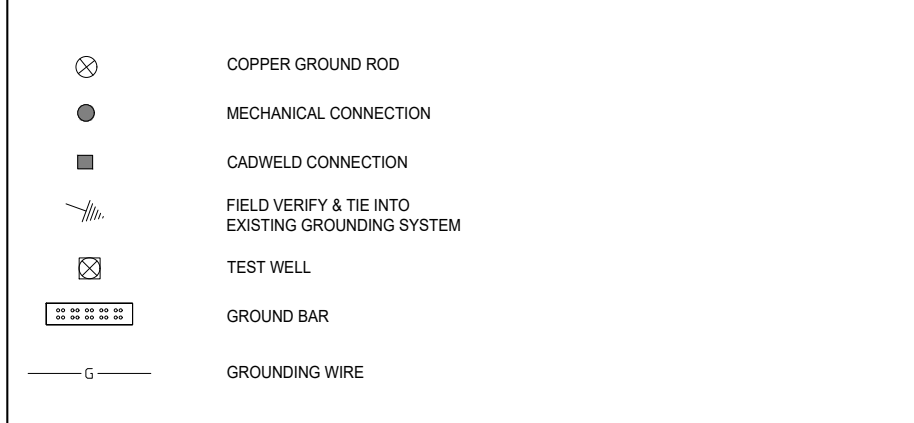 COPPER GROUND ROD
MECHANICAL CONNECTION
CADWELD CONNECTION
FIELD VERIFY & TIE INTO
EXISTING GROUNDING SYSTEM
TEST WELL
GROUND BAR
G
GROUNDING WIRE